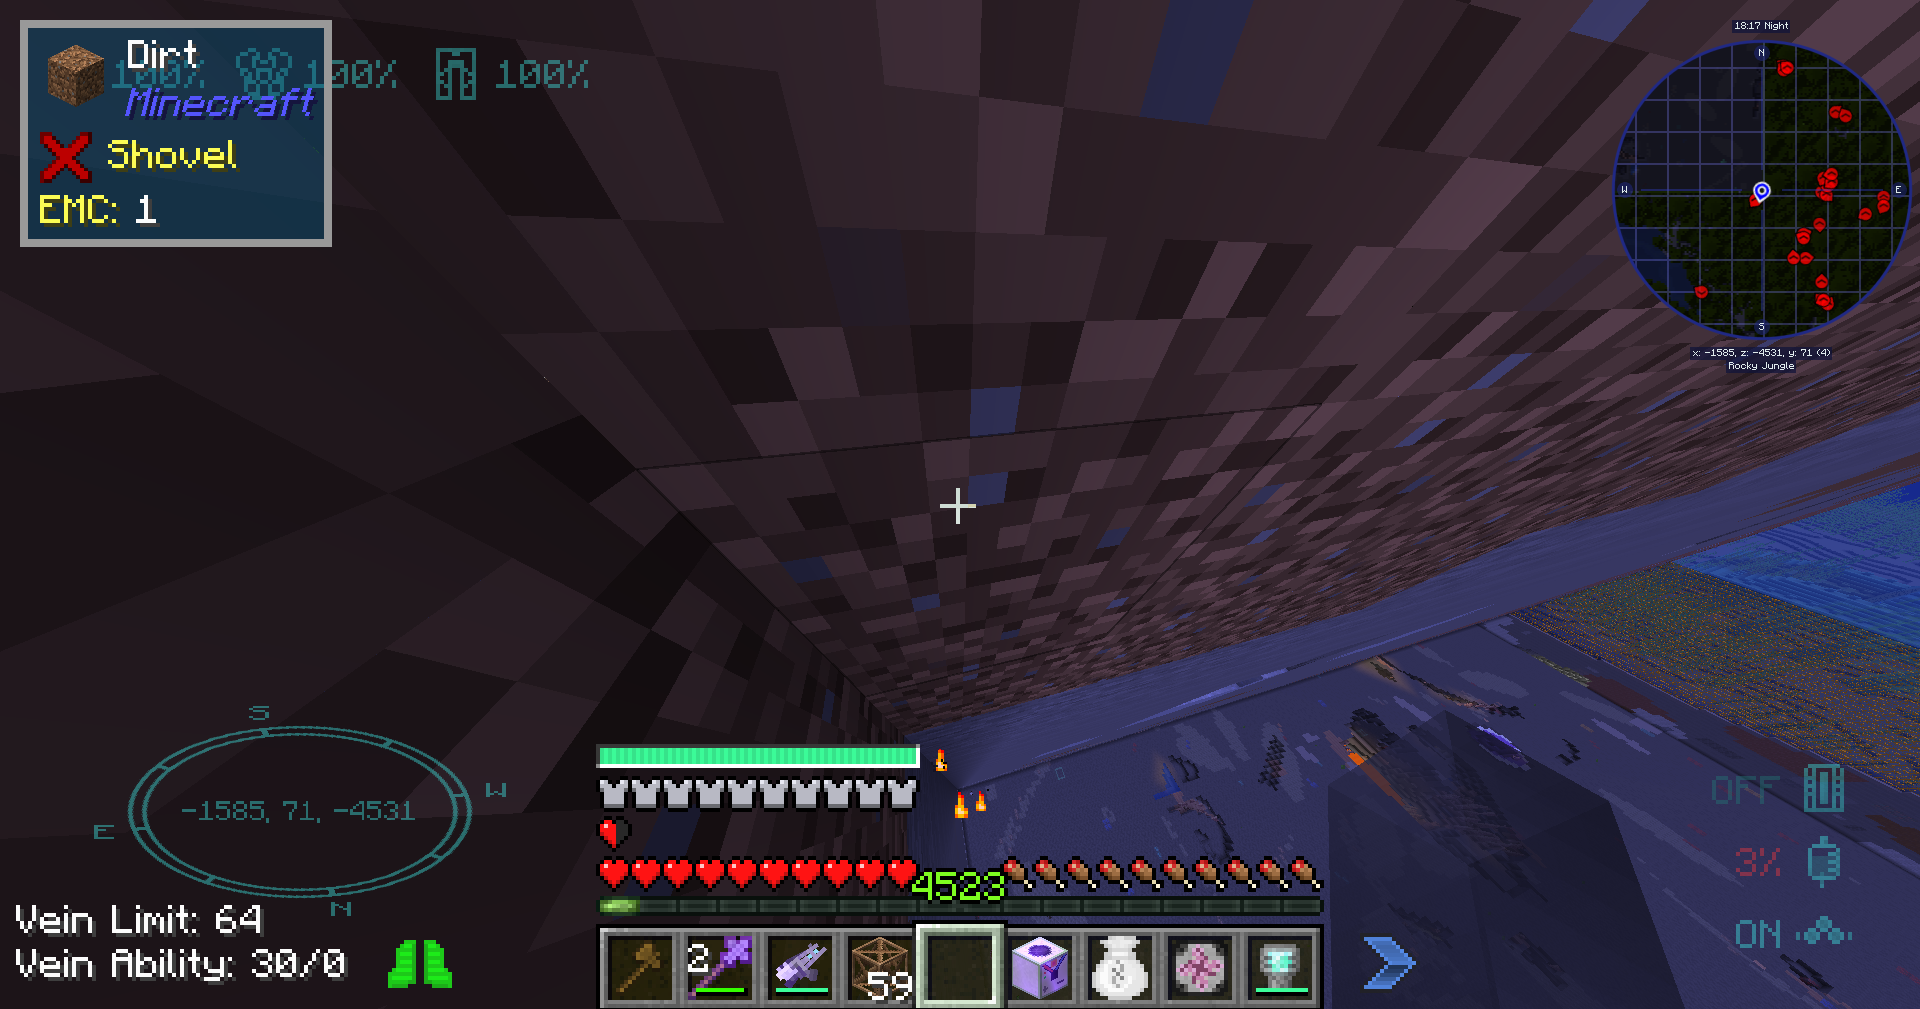 Dirt
100% 100% 100%
Minecraft
Shovel
EMC: 1
18:17 Night
N
W
E
S
x: -1585, z: -4531, y: 71 (4)
Rocky Jungle
S
W
-1585, 71, -4531
E
N
OFF
3%
ON
4523
Vein Limit: 64
Vein Ability: 30/0
2
59